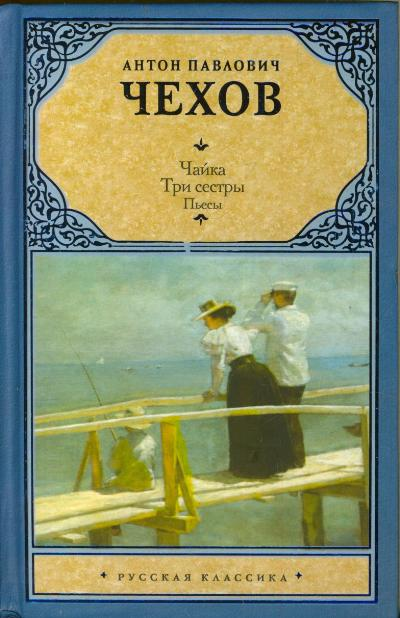 АНТОН ПАВЛОВИЧ
ЧЕХОВ
Чайка
Три сестры
Пьесы
РУССКАЯ КЛАССИКА